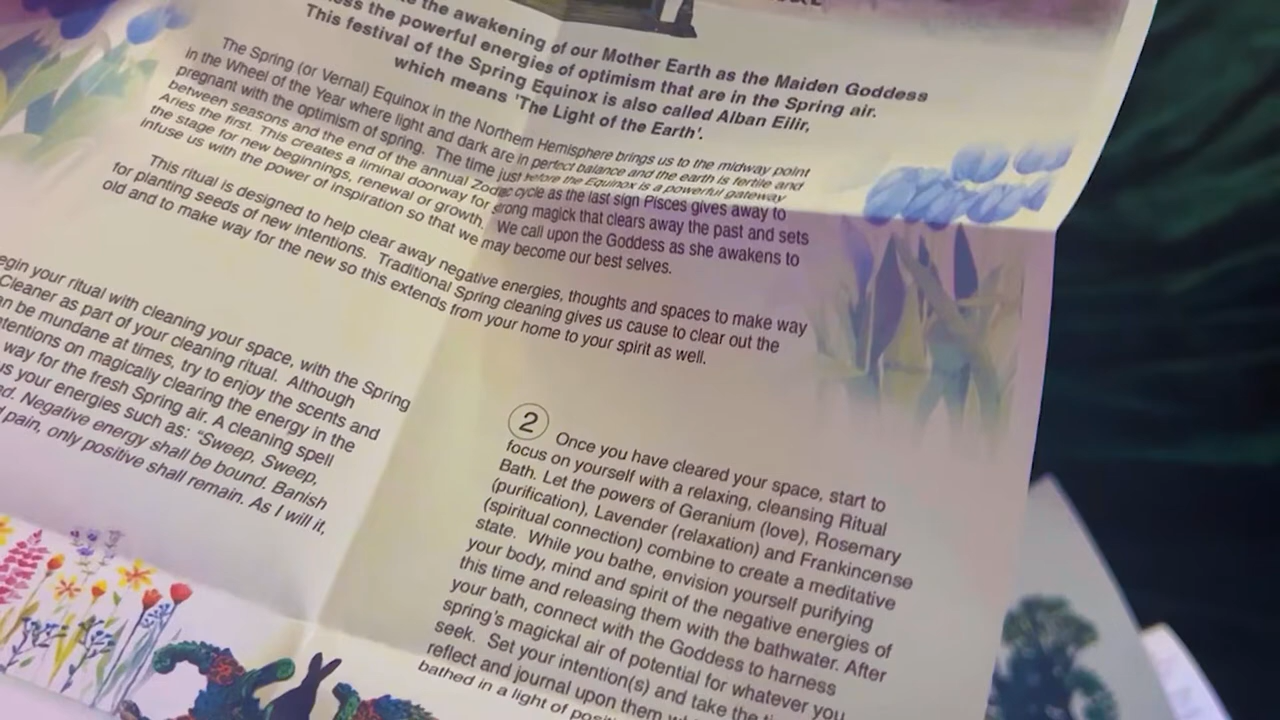 the awakening of our Mother Earth as the Maiden Goddess
the powerful energies of optimism that are in the Spring air.
This festival of the Spring Equinox is also called Alban Eilir,
which means 'The Light of the Earth'.
The Spring (or Vernal) Equinox in the Northern Hemisphere brings us to the midway point
in the Wheel of the Year where light and dark are in perfect balance and the earth is fertile and
pregnant with the optimism of spring. The time just before the Equinox is a powerful gateway
between seasons and the end of the annual Zodiac cycle as the last sign Pisces gives away to
Aries the first. This creates a liminal doorway for strong magick that clears away the past and sets
the stage for new beginnings, renewal or growth. We call upon the Goddess as she awakens to
infuse us with the power of inspiration so that we may become our best selves.
This ritual is designed to help clear away negative energies, thoughts and spaces to make way
for planting seeds of new intentions. Traditional Spring cleaning gives us cause to clear out the
old and to make way for the new so this extends from your home to your spirit as well.
your ritual with cleaning your space, with the Spring
Cleaner as part of your cleaning ritual. Although
be mundane at times, try to enjoy the scents and
on magically clearing the energy in the
way for the fresh Spring air. A cleaning spell
your energies such as: "Sweep, Sweep,
Negative energy shall be bound. Banish
pain, only positive shall remain. As I will it,
2 Once you have cleared your space, start to
focus on yourself with a relaxing, cleansing Ritual
Bath. Let the powers of Geranium (love), Rosemary
(purification), Lavender (relaxation) and Frankincense
(spiritual connection) combine to create a meditative
state. While you bathe, envision yourself purifying
your body, mind and spirit of the negative energies of
this time and releasing them with the bathwater. After
your bath, connect with the Goddess to harness
spring's magickal air of potential for whatever you
seek. Set your intention(s) and take the
reflect and journal upon them
bathed in a light of